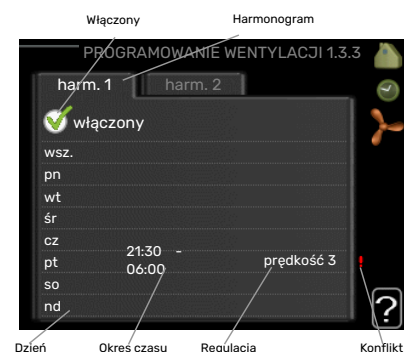 Włączony Harmonogram
PROGRAMOWANIE WENTYLACJI 1.3.3
harm. 1 harm. 2
włączony
wsz.
pn
wt
śr
cz
21:30 -
pt 06:00 prędkość 3 !
so
nd
?
Dzień Okres czasu Regulacja Konflikt